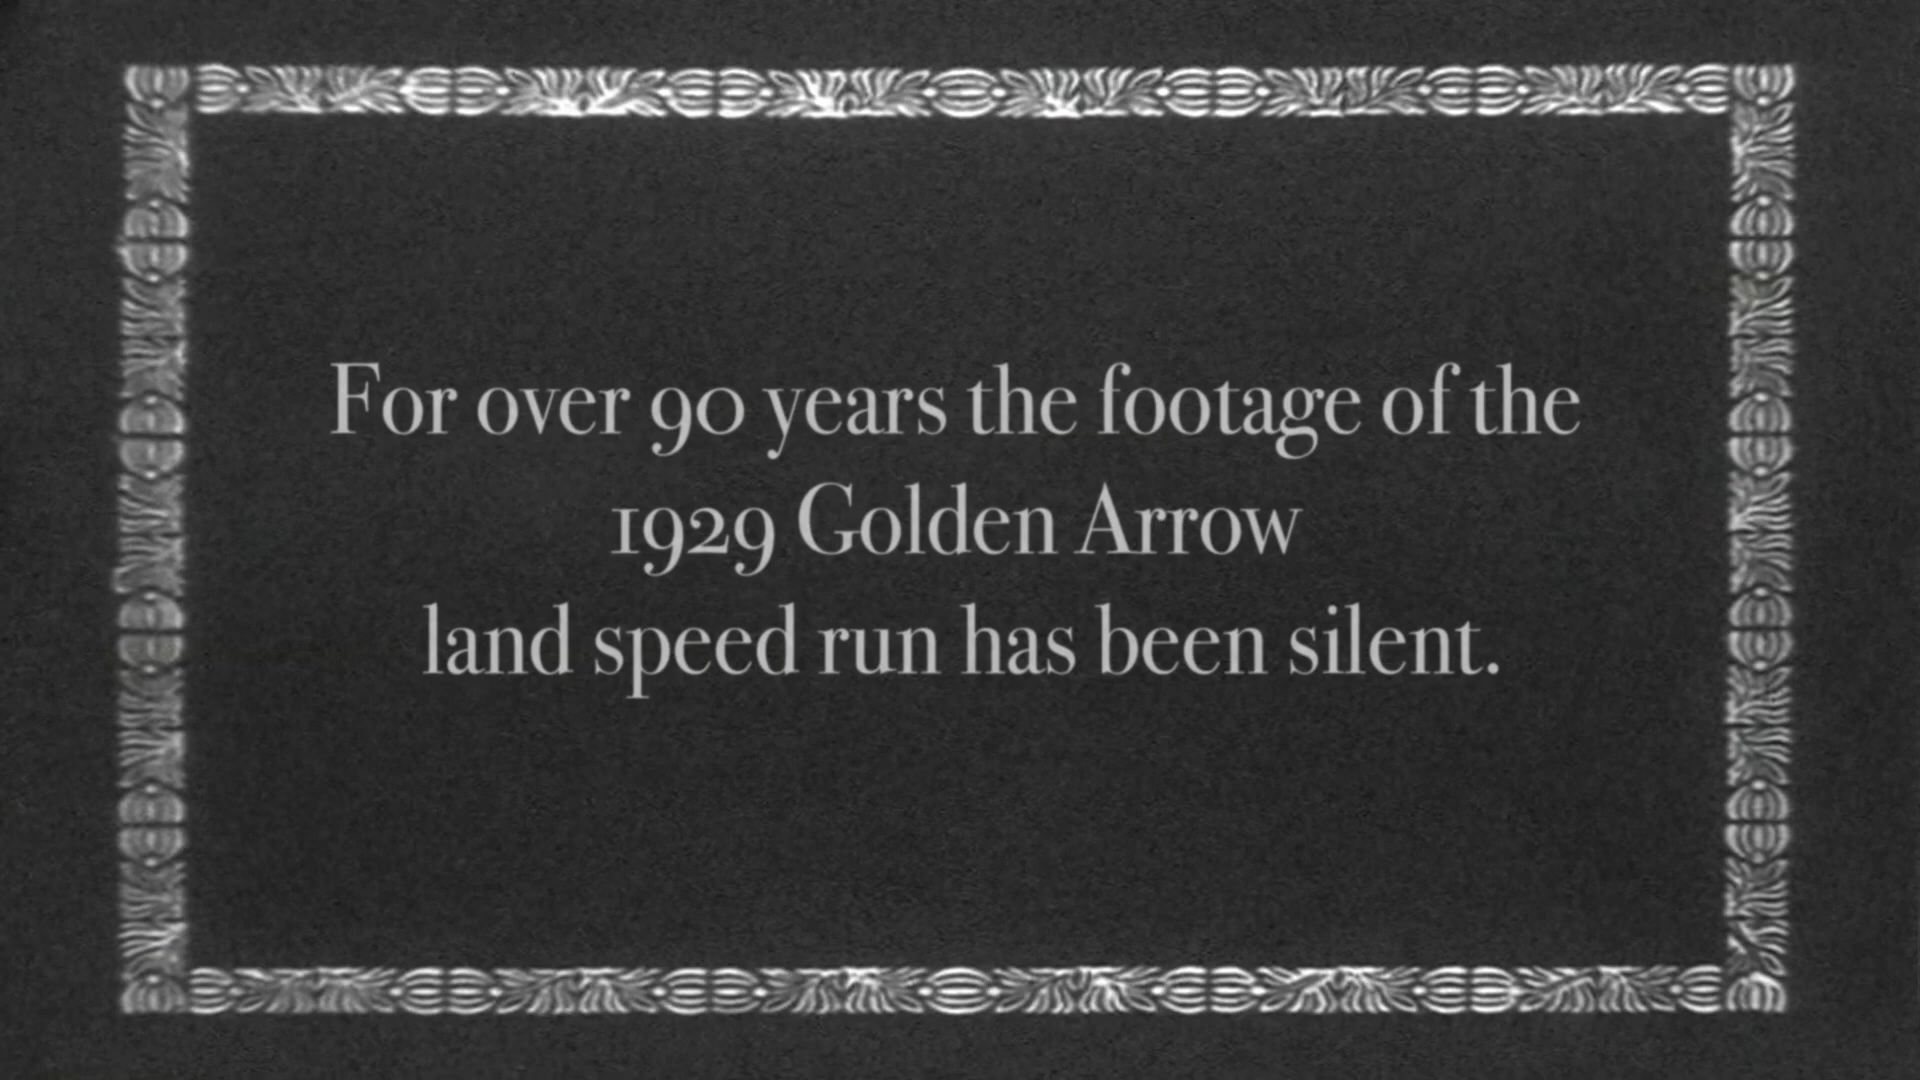 For over 90 years the footage of the
1929 Golden Arrow
land speed run has been silent.